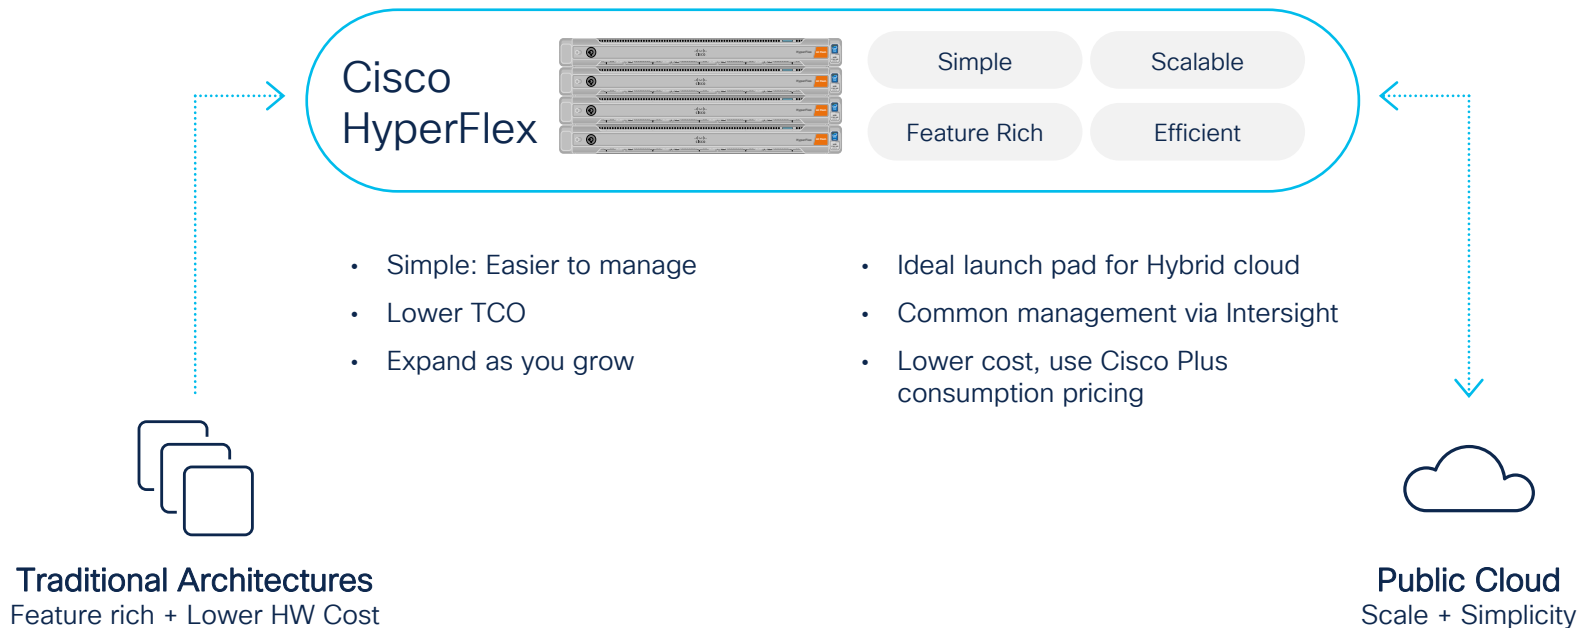 Cisco
HyperFlex
Simple
Scalable
Feature Rich
Efficient
• Simple: Easier to manage
• Lower TCO
• Expand as you grow
• Ideal launch pad for Hybrid cloud
• Common management via Intersight
• Lower cost, use Cisco Plus
consumption pricing
Traditional Architectures
Feature rich + Lower HW Cost
Public Cloud
Scale + Simplicity